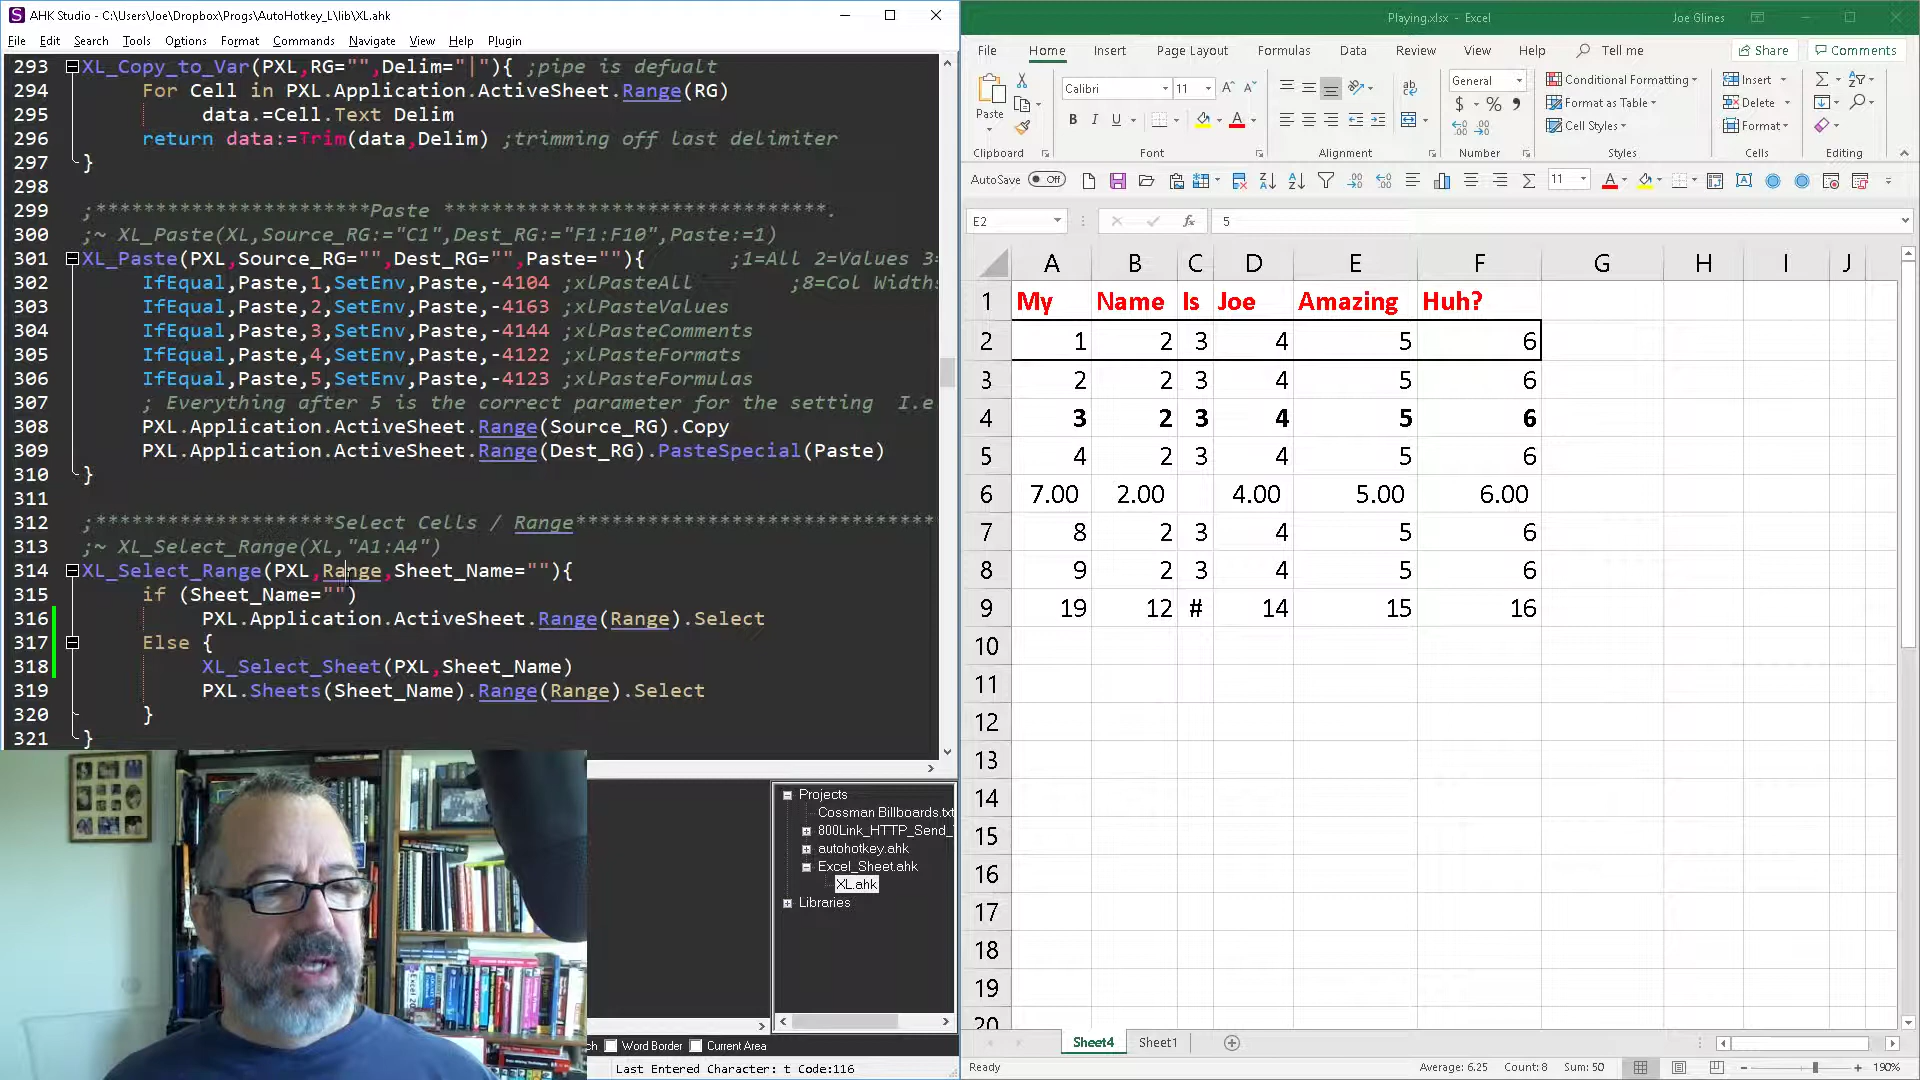 AHK Studio - C:\Users\Joe\Dropbox\Progs\AutoHotkey_L\lib\XL.ahk
File Edit Search Tools Options Format Commands Navigate View Help Plugin
293 XL_Copy_to_Var(PXL,RG="",Delim="|"){ ;pipe is defualt
294 For Cell in PXL.Application.ActiveSheet.Range(RG)
295 data.=Cell.Text Delim
296 return data:=Trim(data,Delim) ;trimming off last delimiter
297 }
298
299 ;************************Paste ********************************.
300 ;~ XL_Paste(XL,Source_RG:="C1",Dest_RG:="F1:F10",Paste:=1)
301 XL_Paste(PXL,Source_RG="",Dest_RG="",Paste=""){ ;1=All 2=Values 3=
302 IfEqual,Paste,1,SetEnv,Paste,-4104 ;xlPasteAll ;8=Col Widths
303 IfEqual,Paste,2,SetEnv,Paste,-4163 ;xlPasteValues
304 IfEqual,Paste,3,SetEnv,Paste,-4144 ;xlPasteComments
305 IfEqual,Paste,4,SetEnv,Paste,-4122 ;xlPasteFormats
306 IfEqual,Paste,5,SetEnv,Paste,-4123 ;xlPasteFormulas
307 ; Everything after 5 is the correct parameter for the setting I.e
308 PXL.Application.ActiveSheet.Range(Source_RG).Copy
309 PXL.Application.ActiveSheet.Range(Dest_RG).PasteSpecial(Paste)
310 }
311
312 ;*********************Select Cells / Range******************************
313 ;~ XL_Select_Range(XL,"A1:A4")
314 XL_Select_Range(PXL,Range,Sheet_Name=""){
315 if (Sheet_Name="")
316 PXL.Application.ActiveSheet.Range(Range).Select
317 Else {
318 XL_Select_Sheet(PXL,Sheet_Name)
319 PXL.Sheets(Sheet_Name).Range(Range).Select
320 }
321 }
Projects
Cossman Billboards.txt
800Link_HTTP_Send_
autohotkey.ahk
Excel_Sheet.ahk
XL.ahk
Libraries
ch Word Border Current Area
Last Entered Character: t Code:116
Playing.xlsx - Excel Joe Glines
File Home Insert Page Layout Formulas Data Review View Help Tell me Share Comments
Paste Calibri 11 General Conditional Formatting Insert
Format as Table Delete
Cell Styles Format
Clipboard Font Alignment Number Styles Cells Editing
AutoSave Off 11
E2 fx 5
A B C D E F G H I J
1 My Name Is Joe Amazing Huh?
2 1 2 3 4 5 6
3 2 2 3 4 5 6
4 3 2 3 4 5 6
5 4 2 3 4 5 6
6 7.00 2.00 4.00 5.00 6.00
7 8 2 3 4 5 6
8 9 2 3 4 5 6
9 19 12 # 14 15 16
10
11
12
13
14
15
16
17
18
19
20
Sheet4 Sheet1
Ready Average: 6.25 Count: 8 Sum: 50 190%